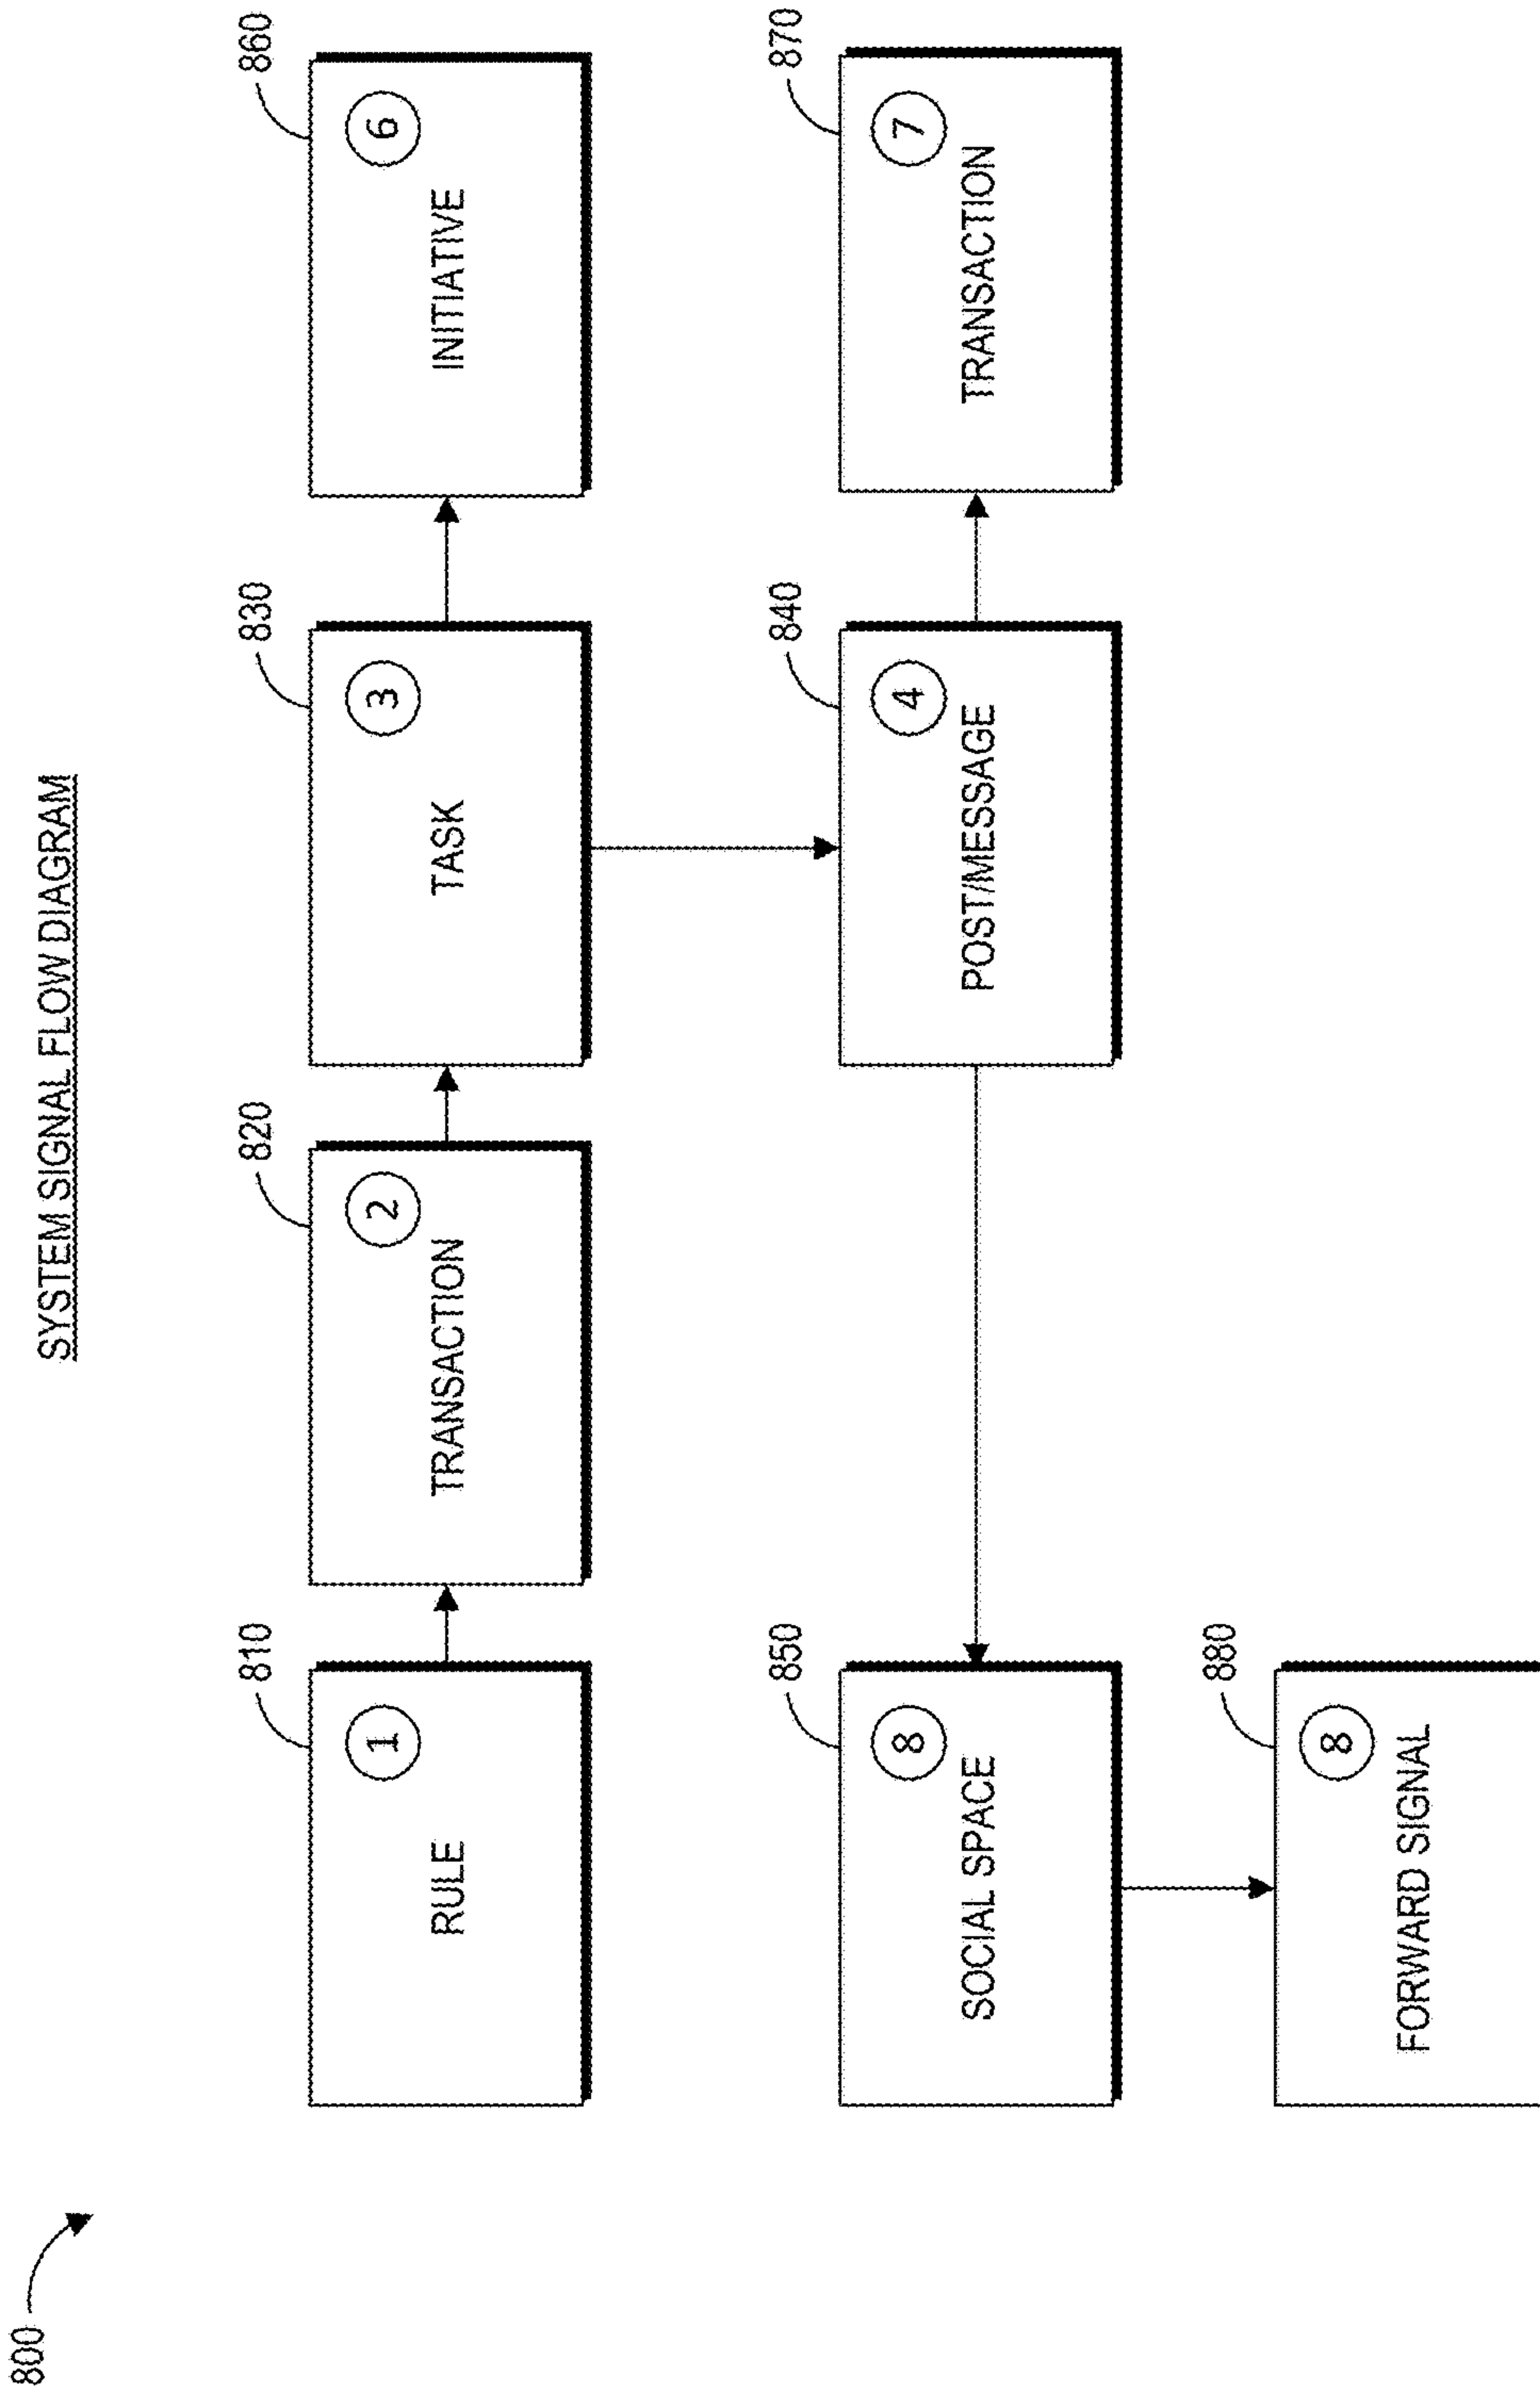 800
SYSTEM SIGNAL FLOW DIAGRAM
810
1
RULE
820
2
TRANSACTION
830
3
TASK
860
6
INITIATIVE
850
8
SOCIAL SPACE
840
4
POST/MESSAGE
870
7
TRANSACTION
880
8
FORWARD SIGNAL